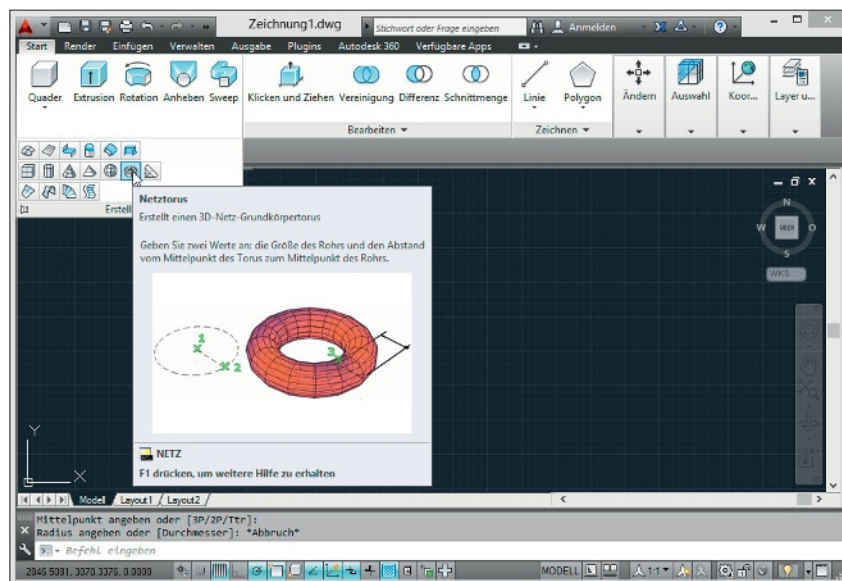 Zeichnung1.dwg
Stichwort oder Frage eingeben
Anmelden
Start Render Einfügen Verwalten Ausgabe Plugins Autodesk 360 Verfügbare Apps
Quader Extrusion Rotation Anheben Sweep Klicken und Ziehen Vereinigung Differenz Schnittmenge Linie Polygon Ändern Auswahl Koor... Layer u...
Bearbeiten Zeichnen
Erstell
Netztorus
Erstellt einen 3D-Netz-Grundkörpertorus
Geben Sie zwei Werte an: die Größe des Rohrs und den Abstand
vom Mittelpunkt des Torus zum Mittelpunkt des Rohrs.
1
2
3
NETZ
F1 drücken, um weitere Hilfe zu erhalten
N
W O
S
WKS
Y
X
Modell Layout1 Layout2
Mittelpunkt angeben oder [3P/2P/Ttr]:
Radius angeben oder [Durchmesser]: *Abbruch*
Befehl eingeben
MODELL 1:1